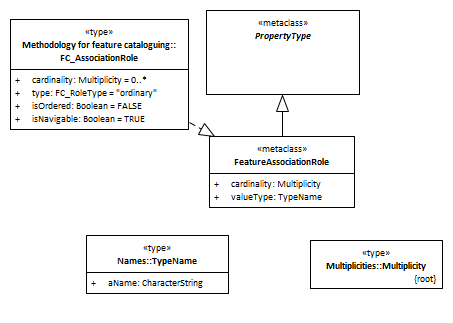 «type»
Methodology for feature cataloguing::
FC_AssociationRole
+ cardinality: Multiplicity = 0..*
+ type: FC_RoleType = "ordinary"
+ isOrdered: Boolean = FALSE
+ isNavigable: Boolean = TRUE
«metaclass»
PropertyType
«metaclass»
FeatureAssociationRole
+ cardinality: Multiplicity
+ valueType: TypeName
«type»
Names::TypeName
+ aName: CharacterString
«type»
Multiplicities::Multiplicity
{root}